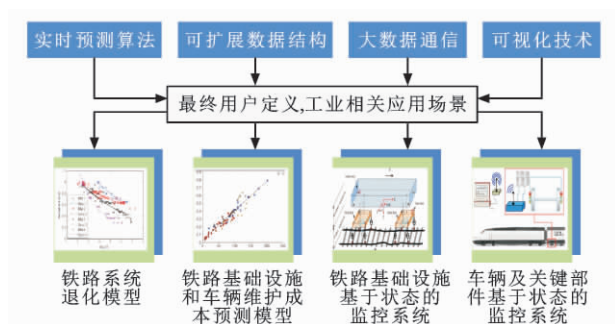 实时预测算法
可扩展数据结构
大数据通信
可视化技术
最终用户定义,工业相关应用场景
铁路系统
退化模型
铁路基础设施
和车辆维护成
本预测模型
铁路基础设施
基于状态的
监控系统
车辆及关键部
件基于状态的
监控系统